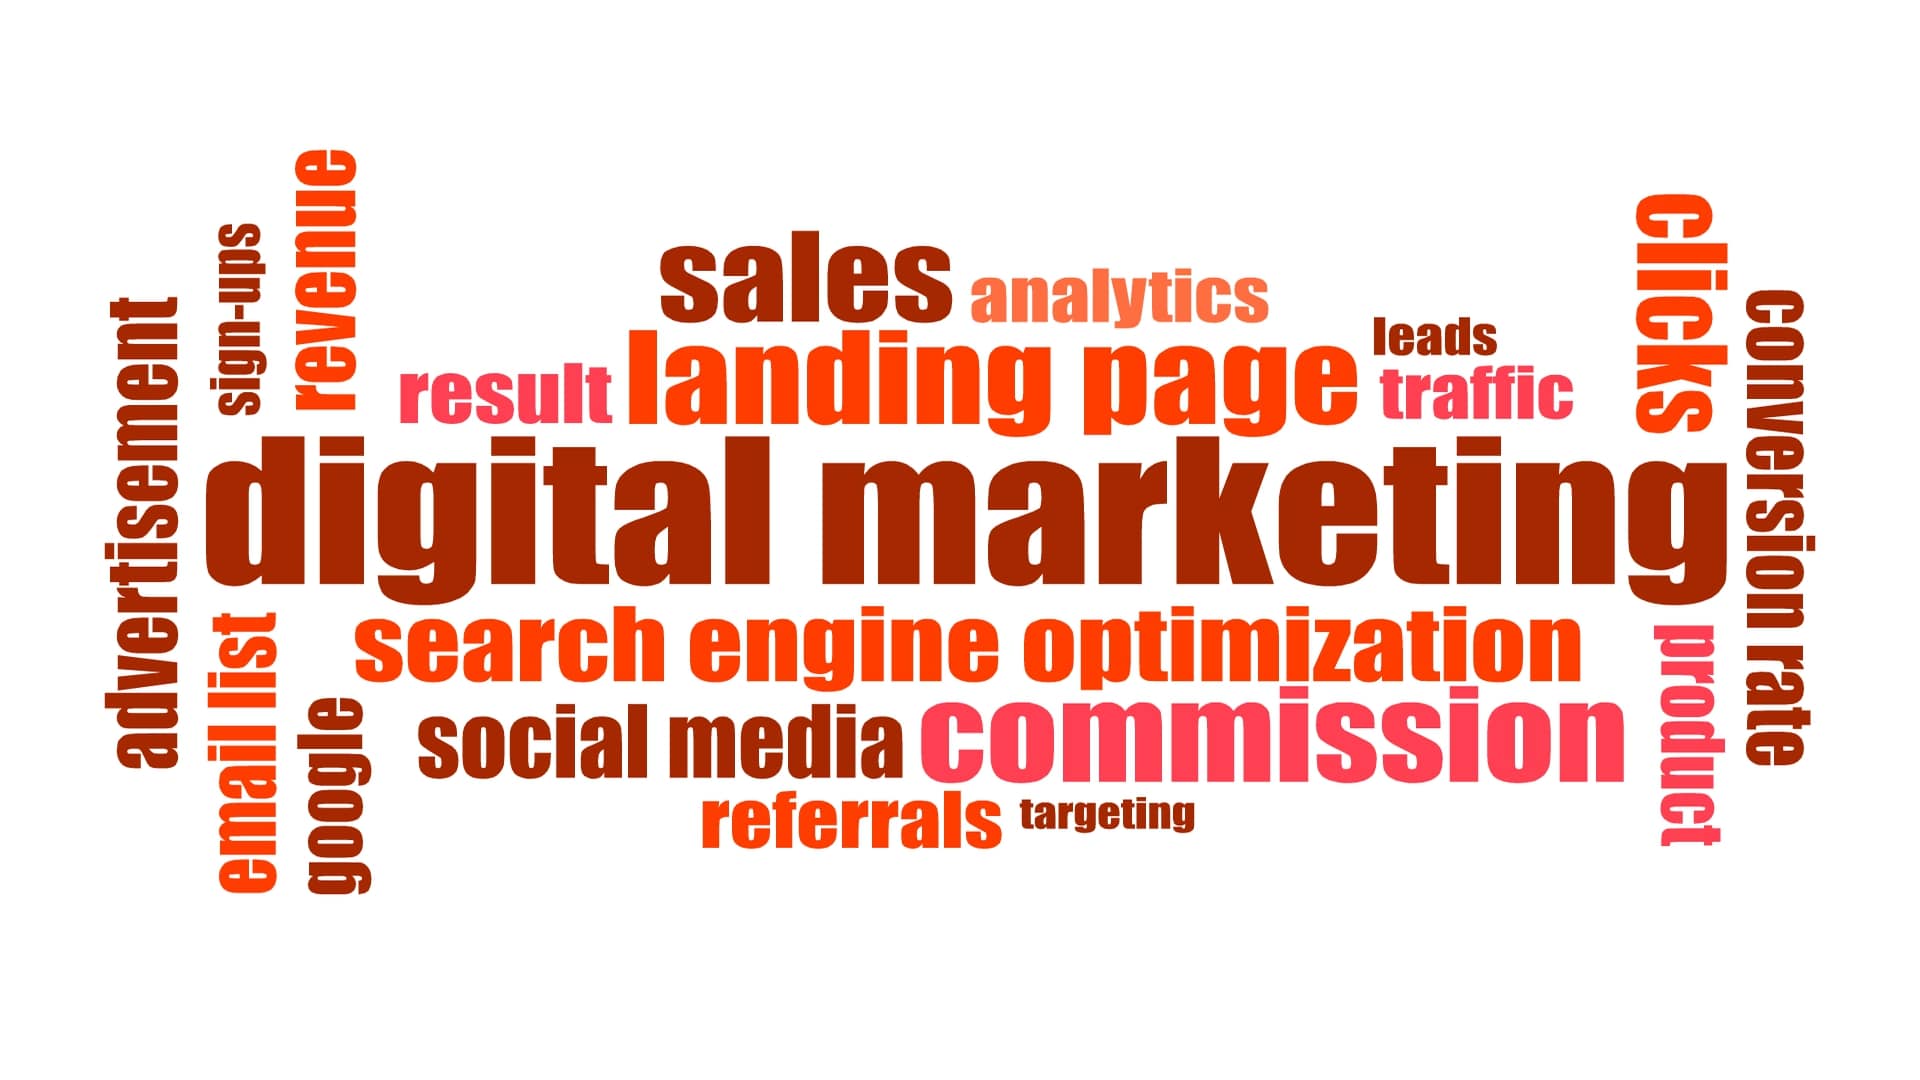 advertisement
sign-ups
revenue
sales analytics
leads
result landing page traffic
clicks
conversion rate
digital marketing
search engine optimization
email list
google
social media commission
product
referrals targeting